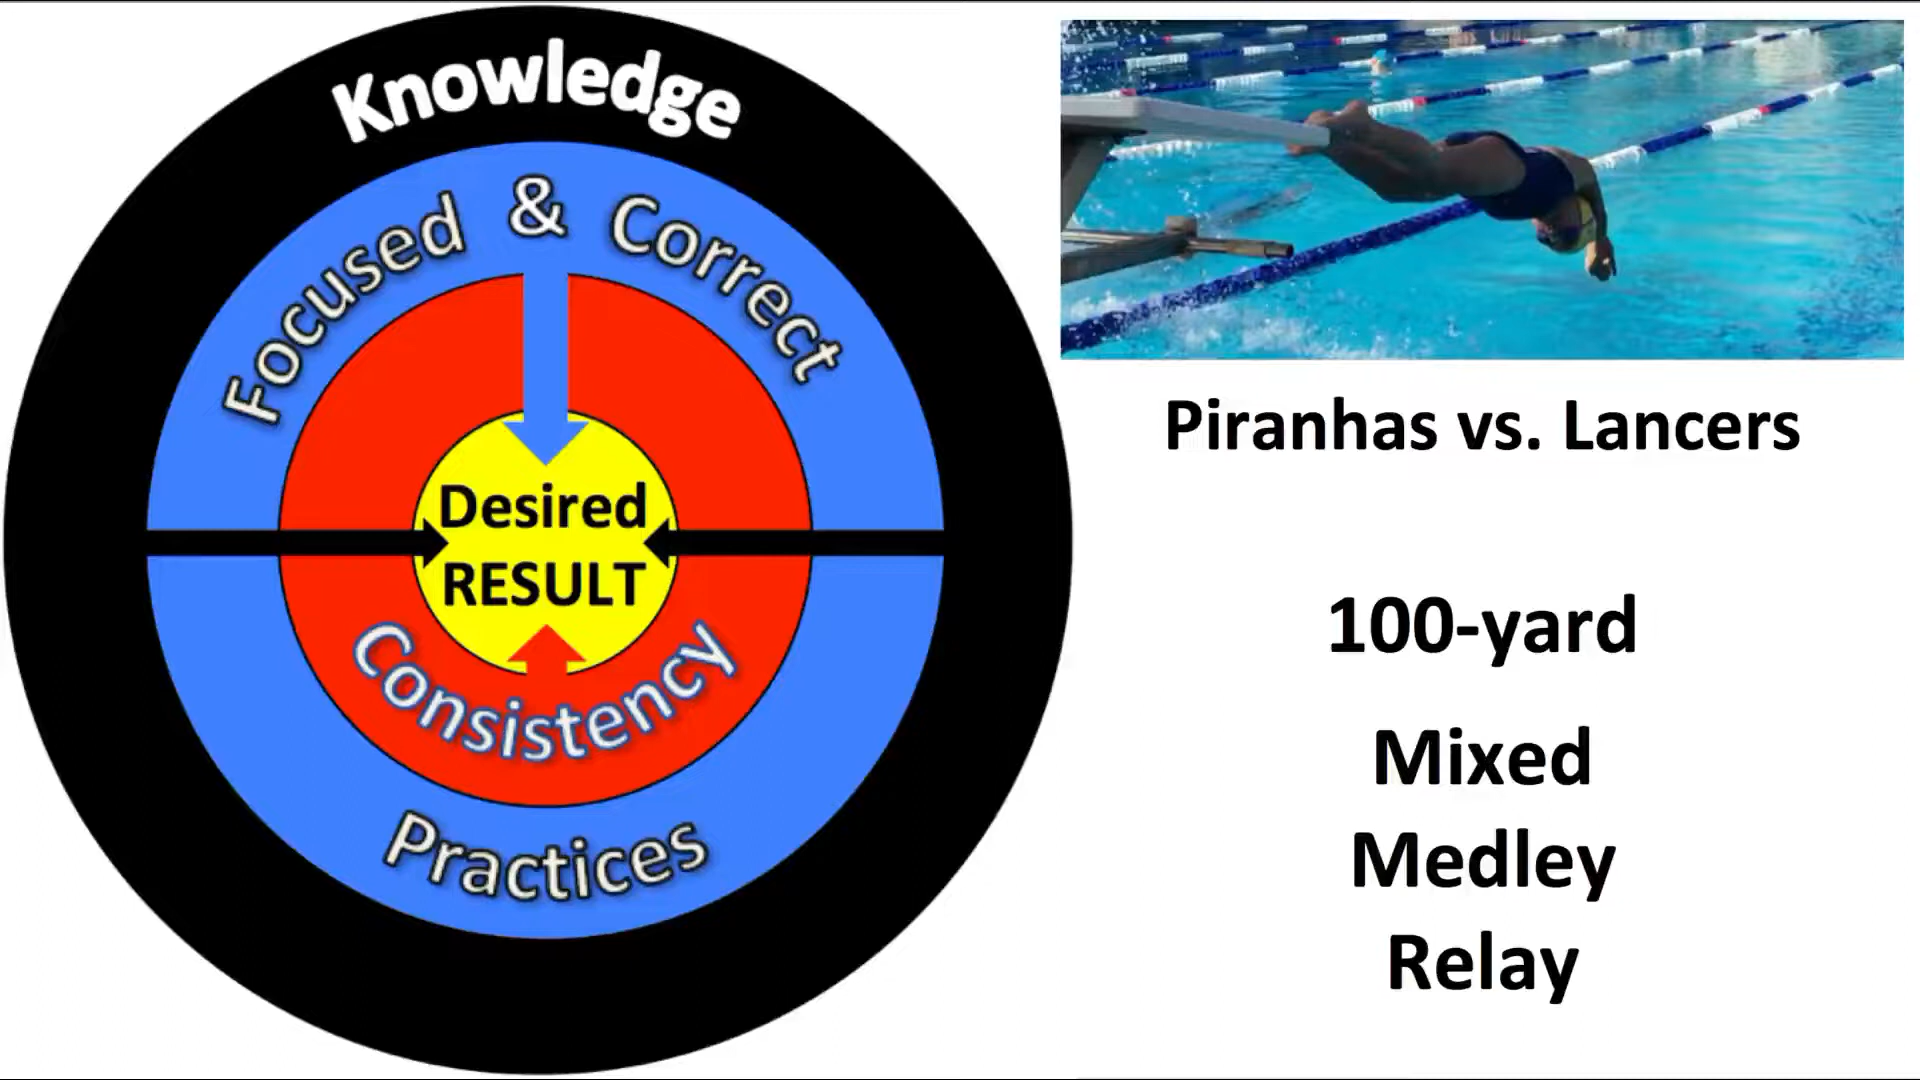 Knowledge
Focused & Correct
Desired
RESULT
Consistency
Practices
Piranhas vs. Lancers
100-yard
Mixed
Medley
Relay